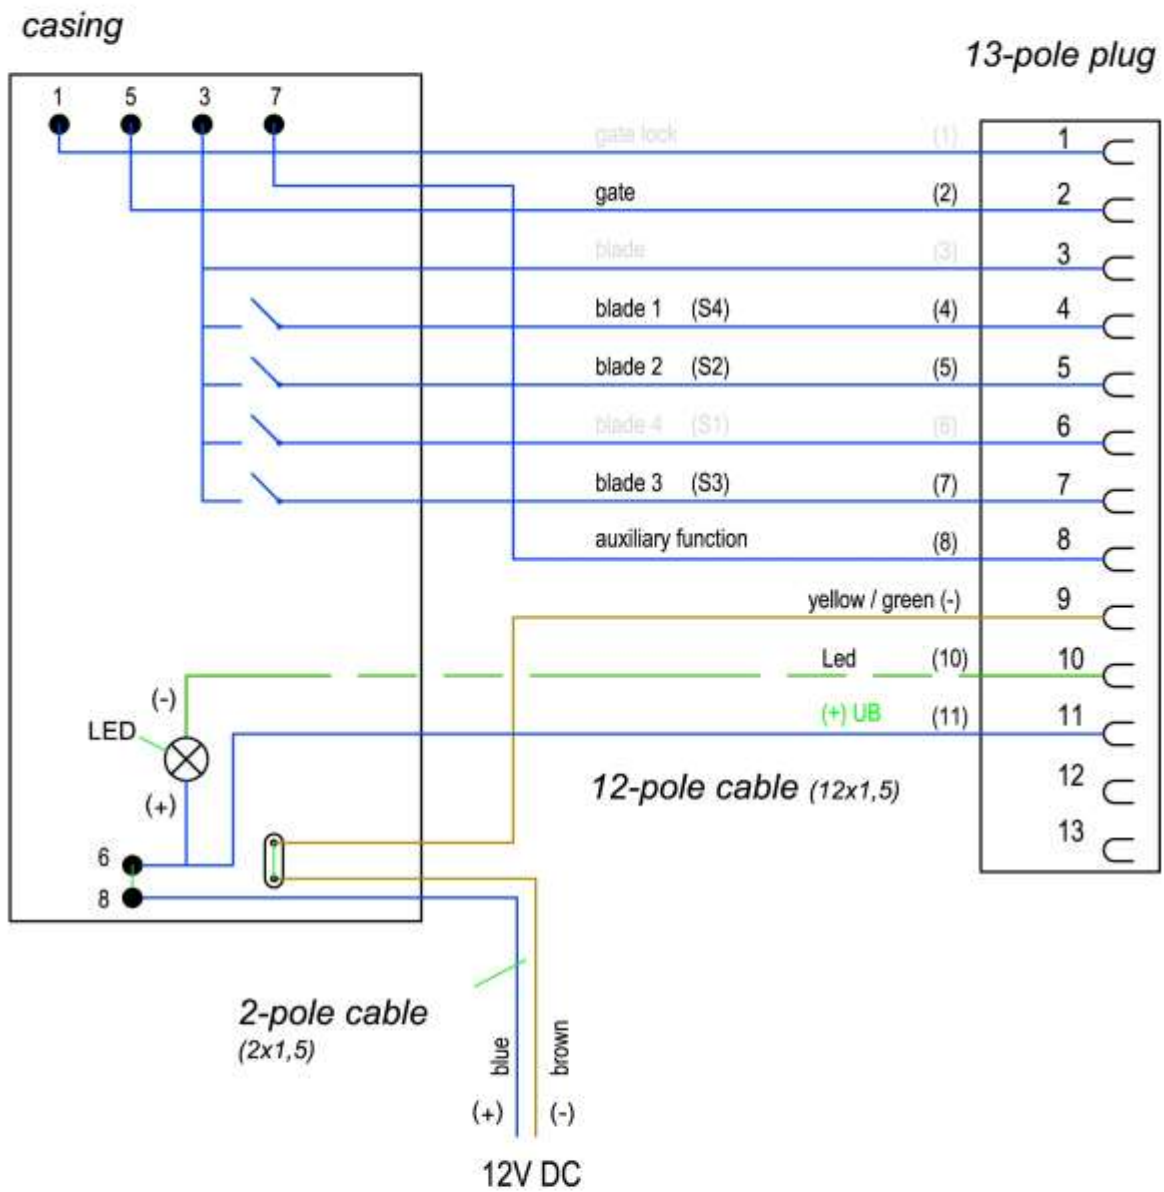 casing
13-pole plug
1 5 3 7
gate lock (1) 1
gate (2) 2
blade (3) 3
blade 1 (S4) (4) 4
blade 2 (S2) (5) 5
blade 4 (S1) (6) 6
blade 3 (S3) (7) 7
auxiliary function (8) 8
yellow / green (-) 9
Led (10) 10
(-)
(+) UB (11) 11
LED
12-pole cable (12x1,5) 12
(+)
13
6
8
2-pole cable
(2x1,5)
blue
brown
(+) (-)
12V DC